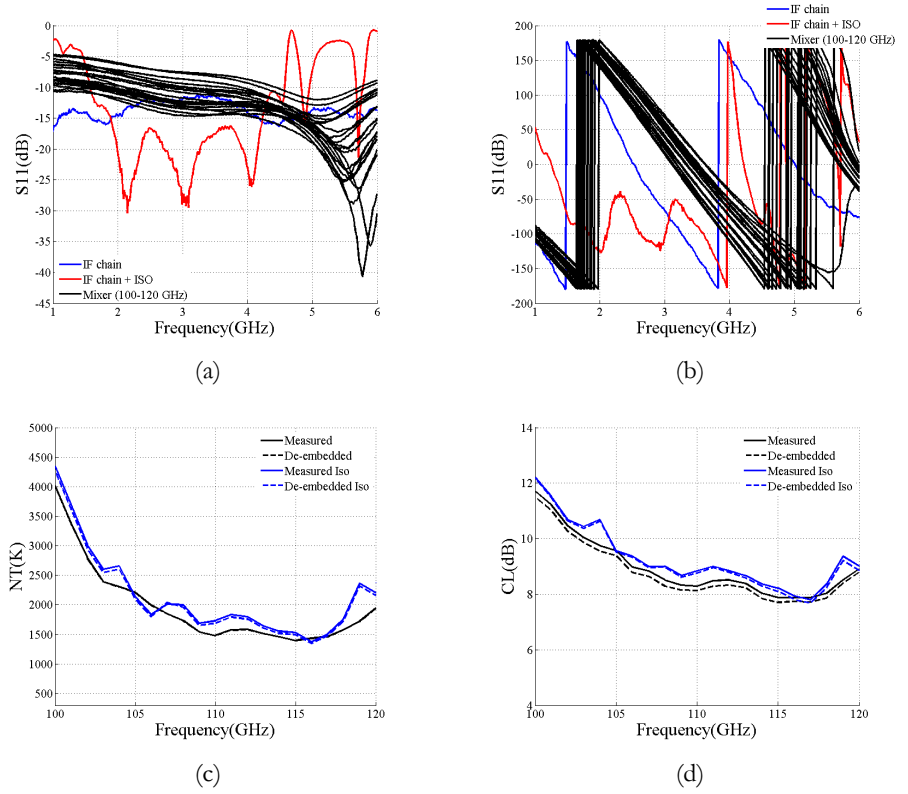 0
-5
-10
-15
-20
-25
-30
-35
-40
-45
S11(dB)
IF chain
IF chain + ISO
Mixer (100-120 GHz)
1 2 3 4 5 6
Frequency(GHz)
(a)
IF chain
IF chain + ISO
Mixer (100-120 GHz)
200
150
100
50
0
-50
-100
-150
-200
S11(dB)
1 2 3 4 5 6
Frequency(GHz)
(b)
5000
4500
4000
3500
3000
2500
2000
1500
1000
500
NT(K)
Measured
De-embedded
Measured Iso
De-embedded Iso
100 105 110 115 120
Frequency(GHz)
(c)
14
12
10
8
6
4
CL(dB)
Measured
De-embedded
Measured Iso
De-embedded Iso
100 105 110 115 120
Frequency(GHz)
(d)